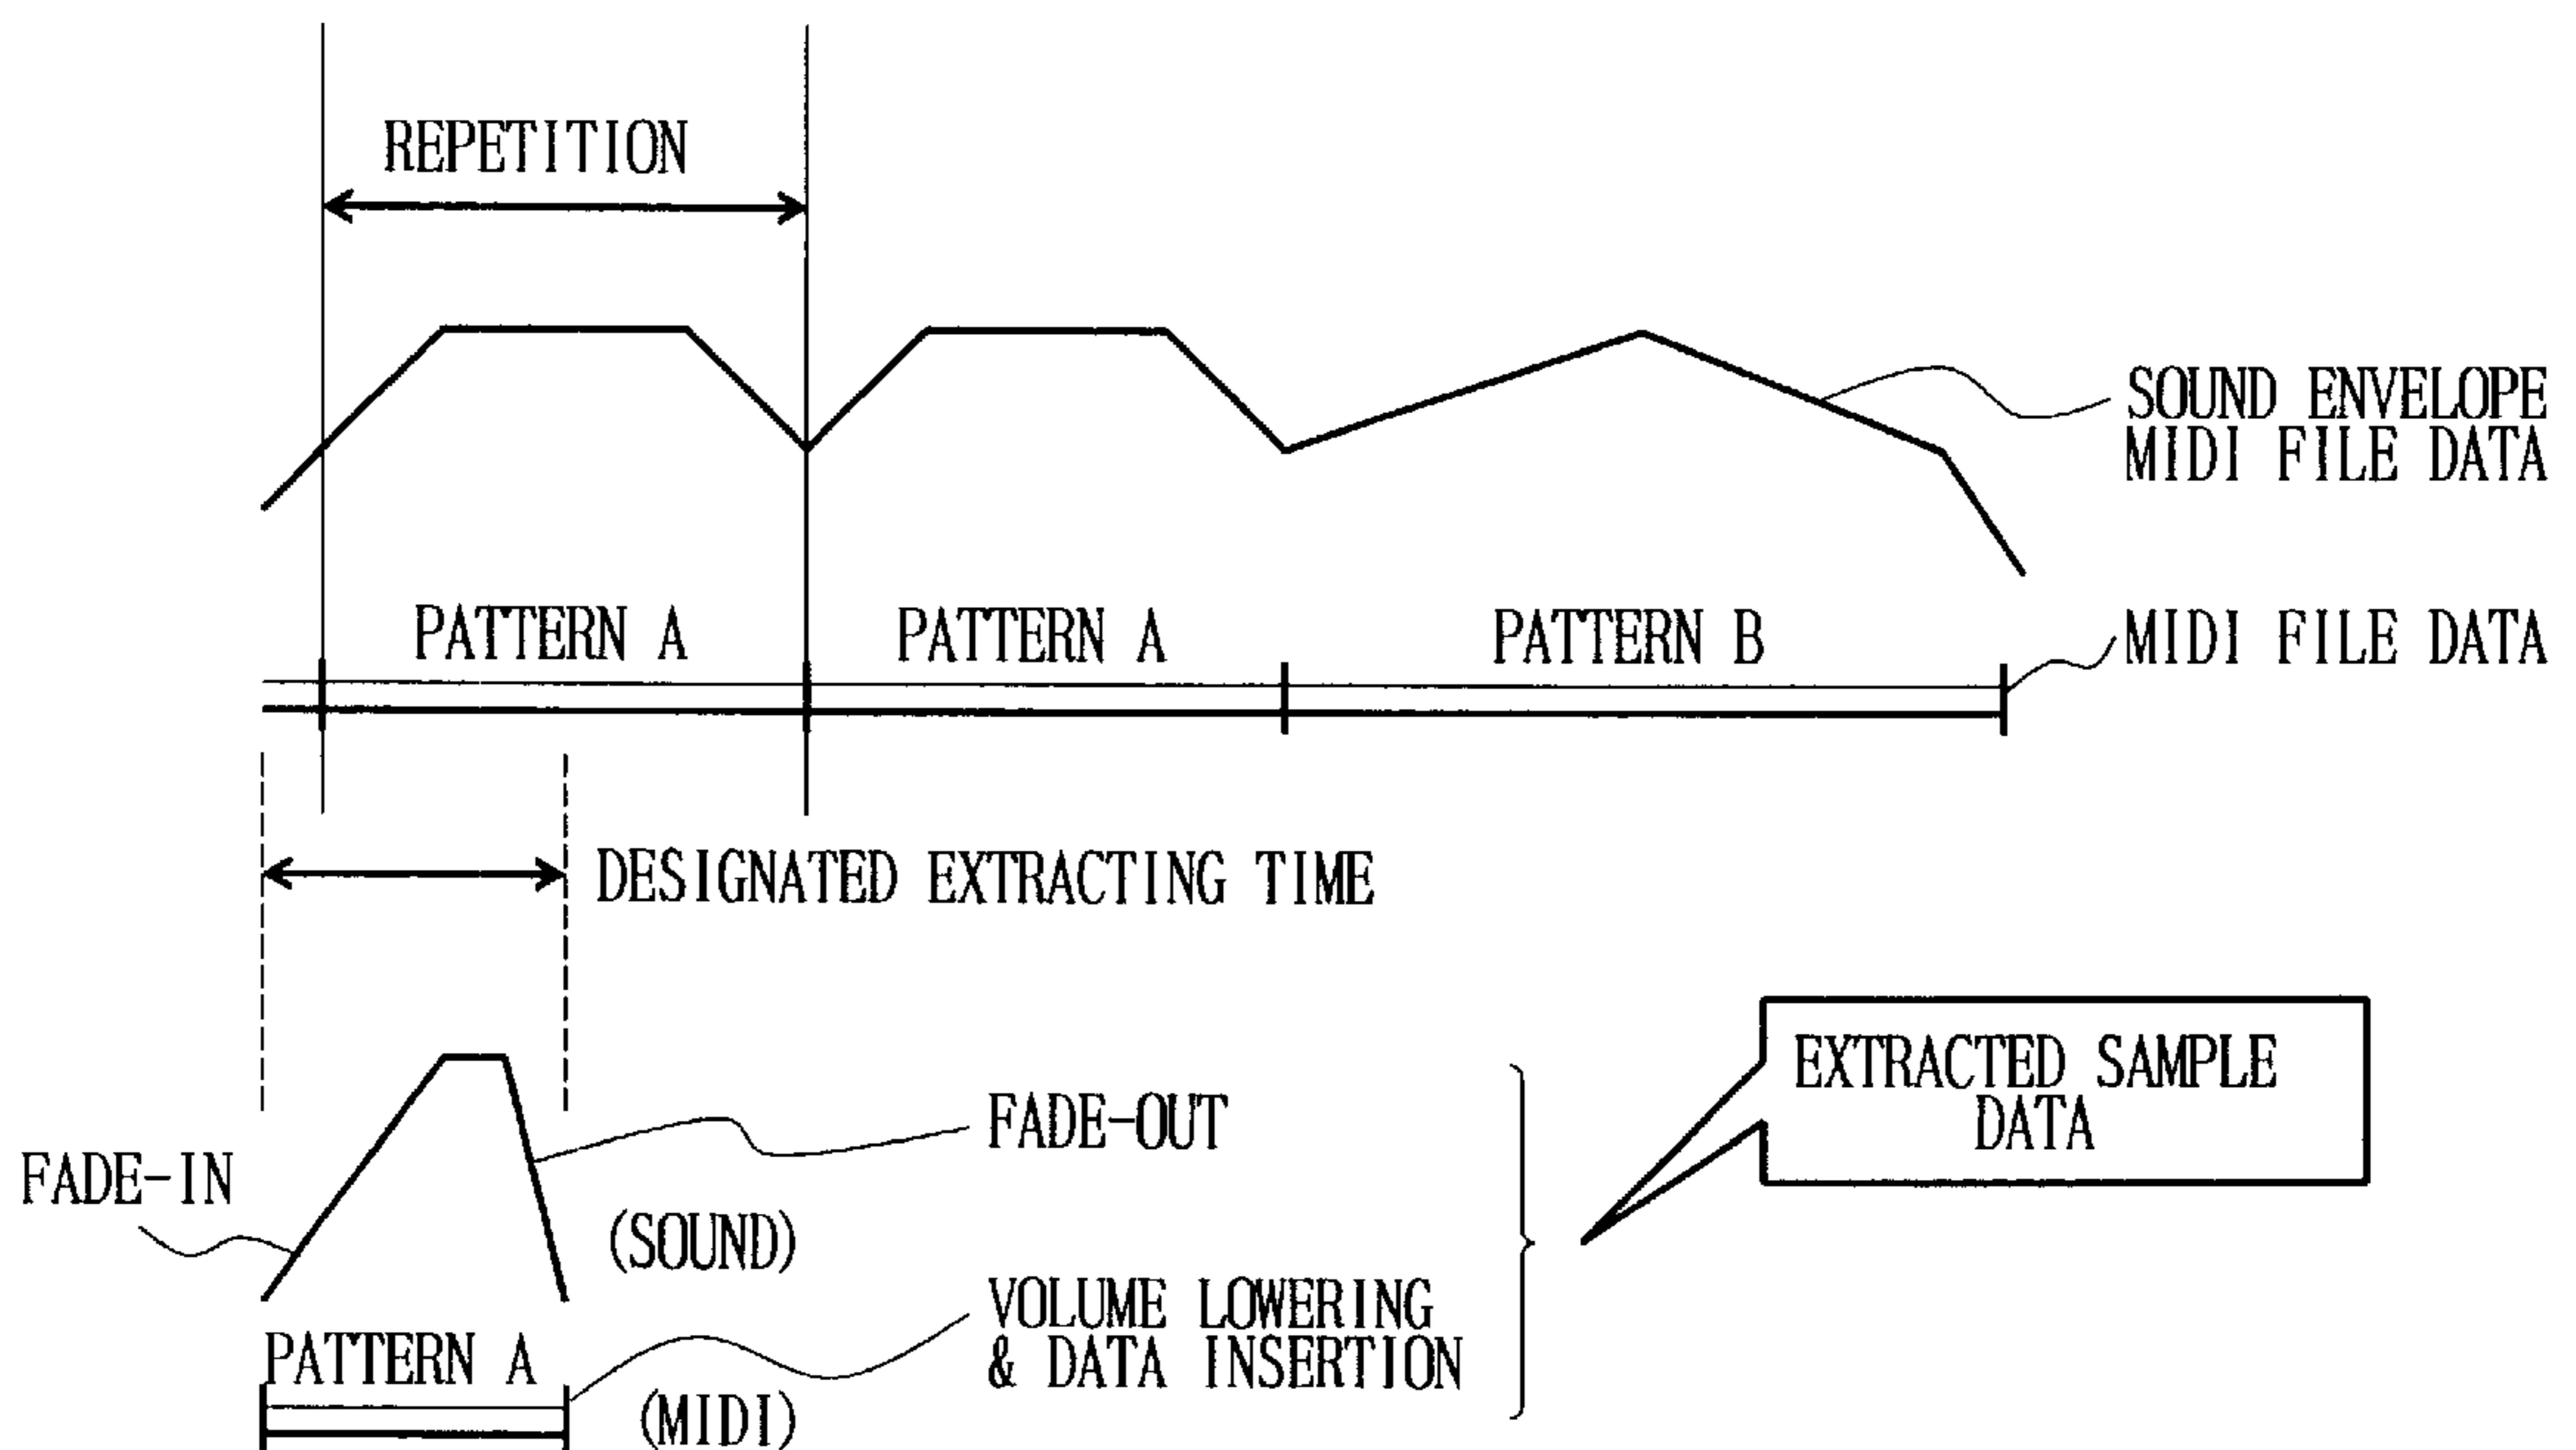 REPETITION
SOUND ENVELOPE
MIDI FILE DATA
PATTERN A
PATTERN A
PATTERN B
MIDI FILE DATA
DESIGNATED EXTRACTING TIME
EXTRACTED SAMPLE
DATA
FADE-OUT
FADE-IN
(SOUND)
VOLUME LOWERING
& DATA INSERTION
PATTERN A
(MIDI)